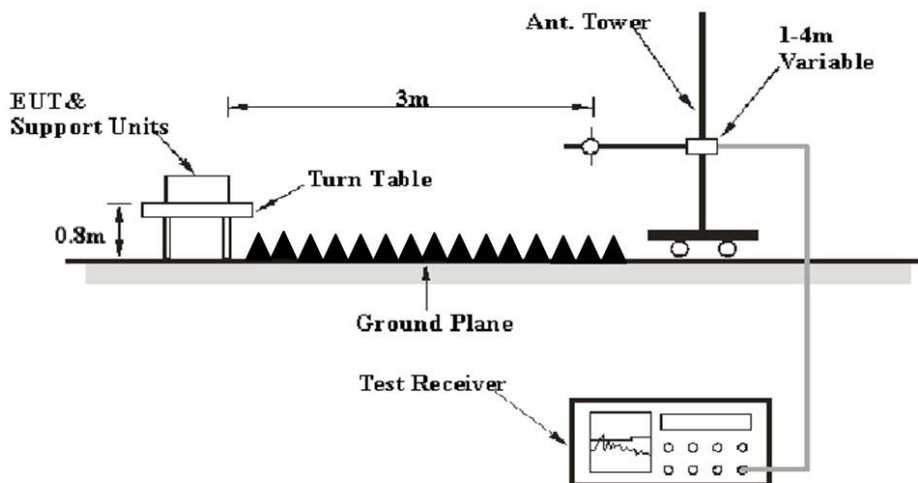 Ant. Tower
1-4m
Variable
EUT&
Support Units
3m
Turn Table
0.8m
Ground Plane
Test Receiver